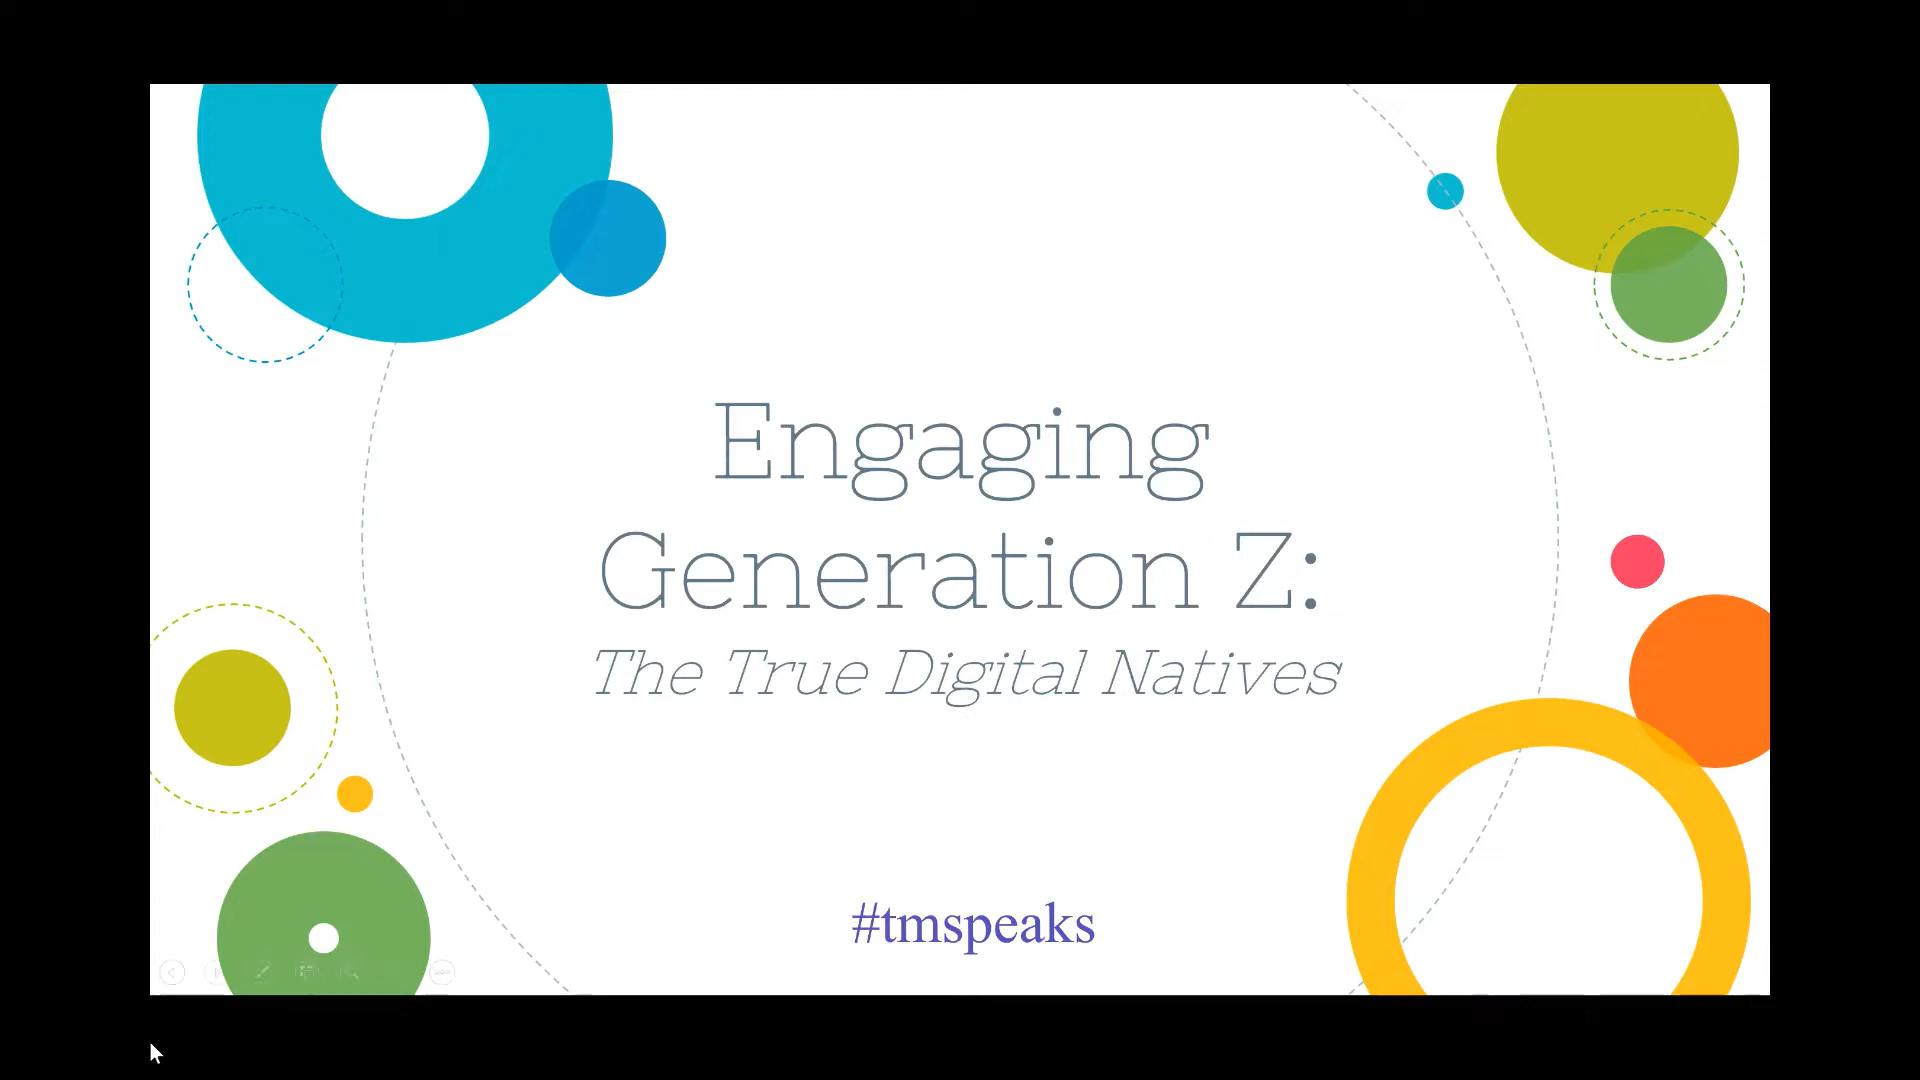 Engaging
Generation Z:
The True Digital Natives
#tmspeaks